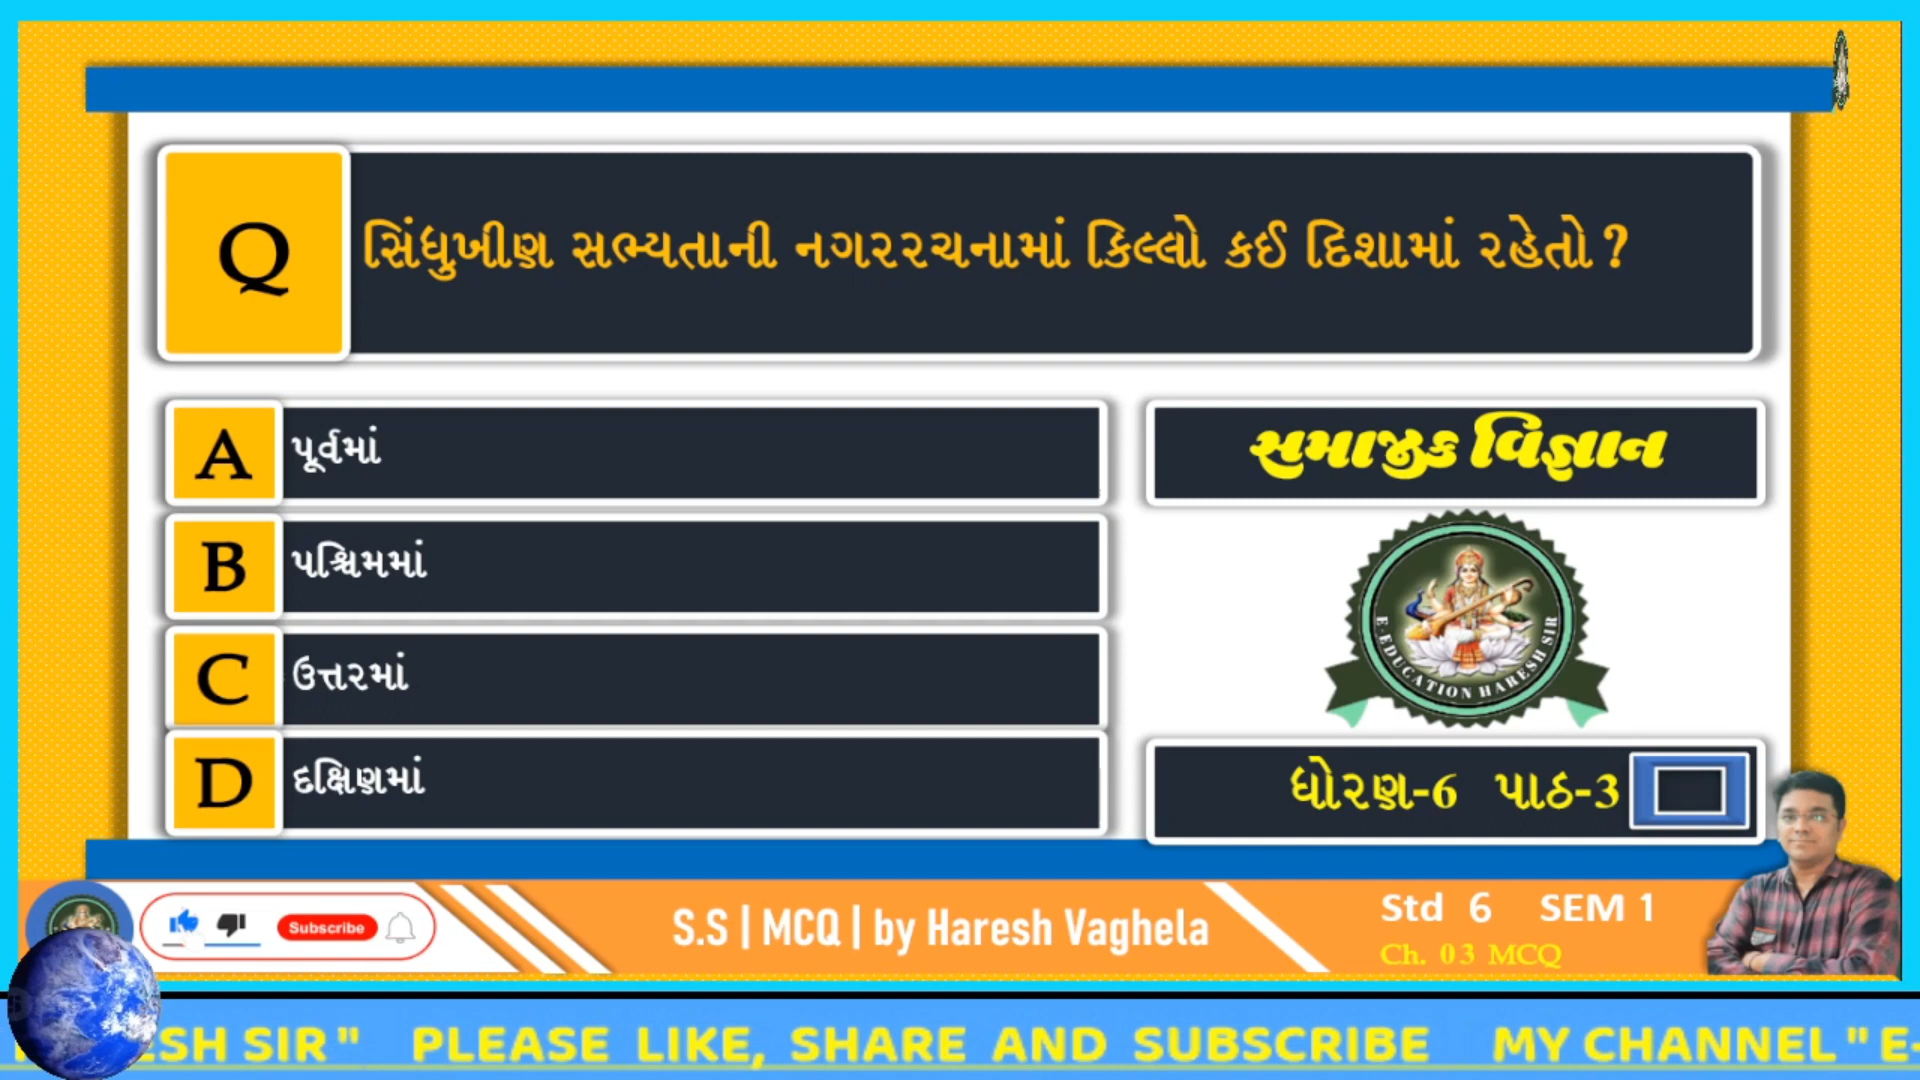 Q
સિંધુખીણ સભ્યતાની નગરરચનામાં કિલ્લો કઈ દિશામાં રહેતો ?
A
પૂર્વમાં
B
પશ્ચિમમાં
C
ઉત્તરમાં
D
દક્ષિણમાં
સમાજીક વિજ્ઞાન
E-EDUCATION HARESH SIR
ધોરણ-6 પાઠ-3
Subscribe
S.S | MCQ | by Haresh Vaghela
Std 6 SEM 1
Ch. 03 MCQ
ESH SIR " PLEASE LIKE, SHARE AND SUBSCRIBE MY CHANNEL " E-